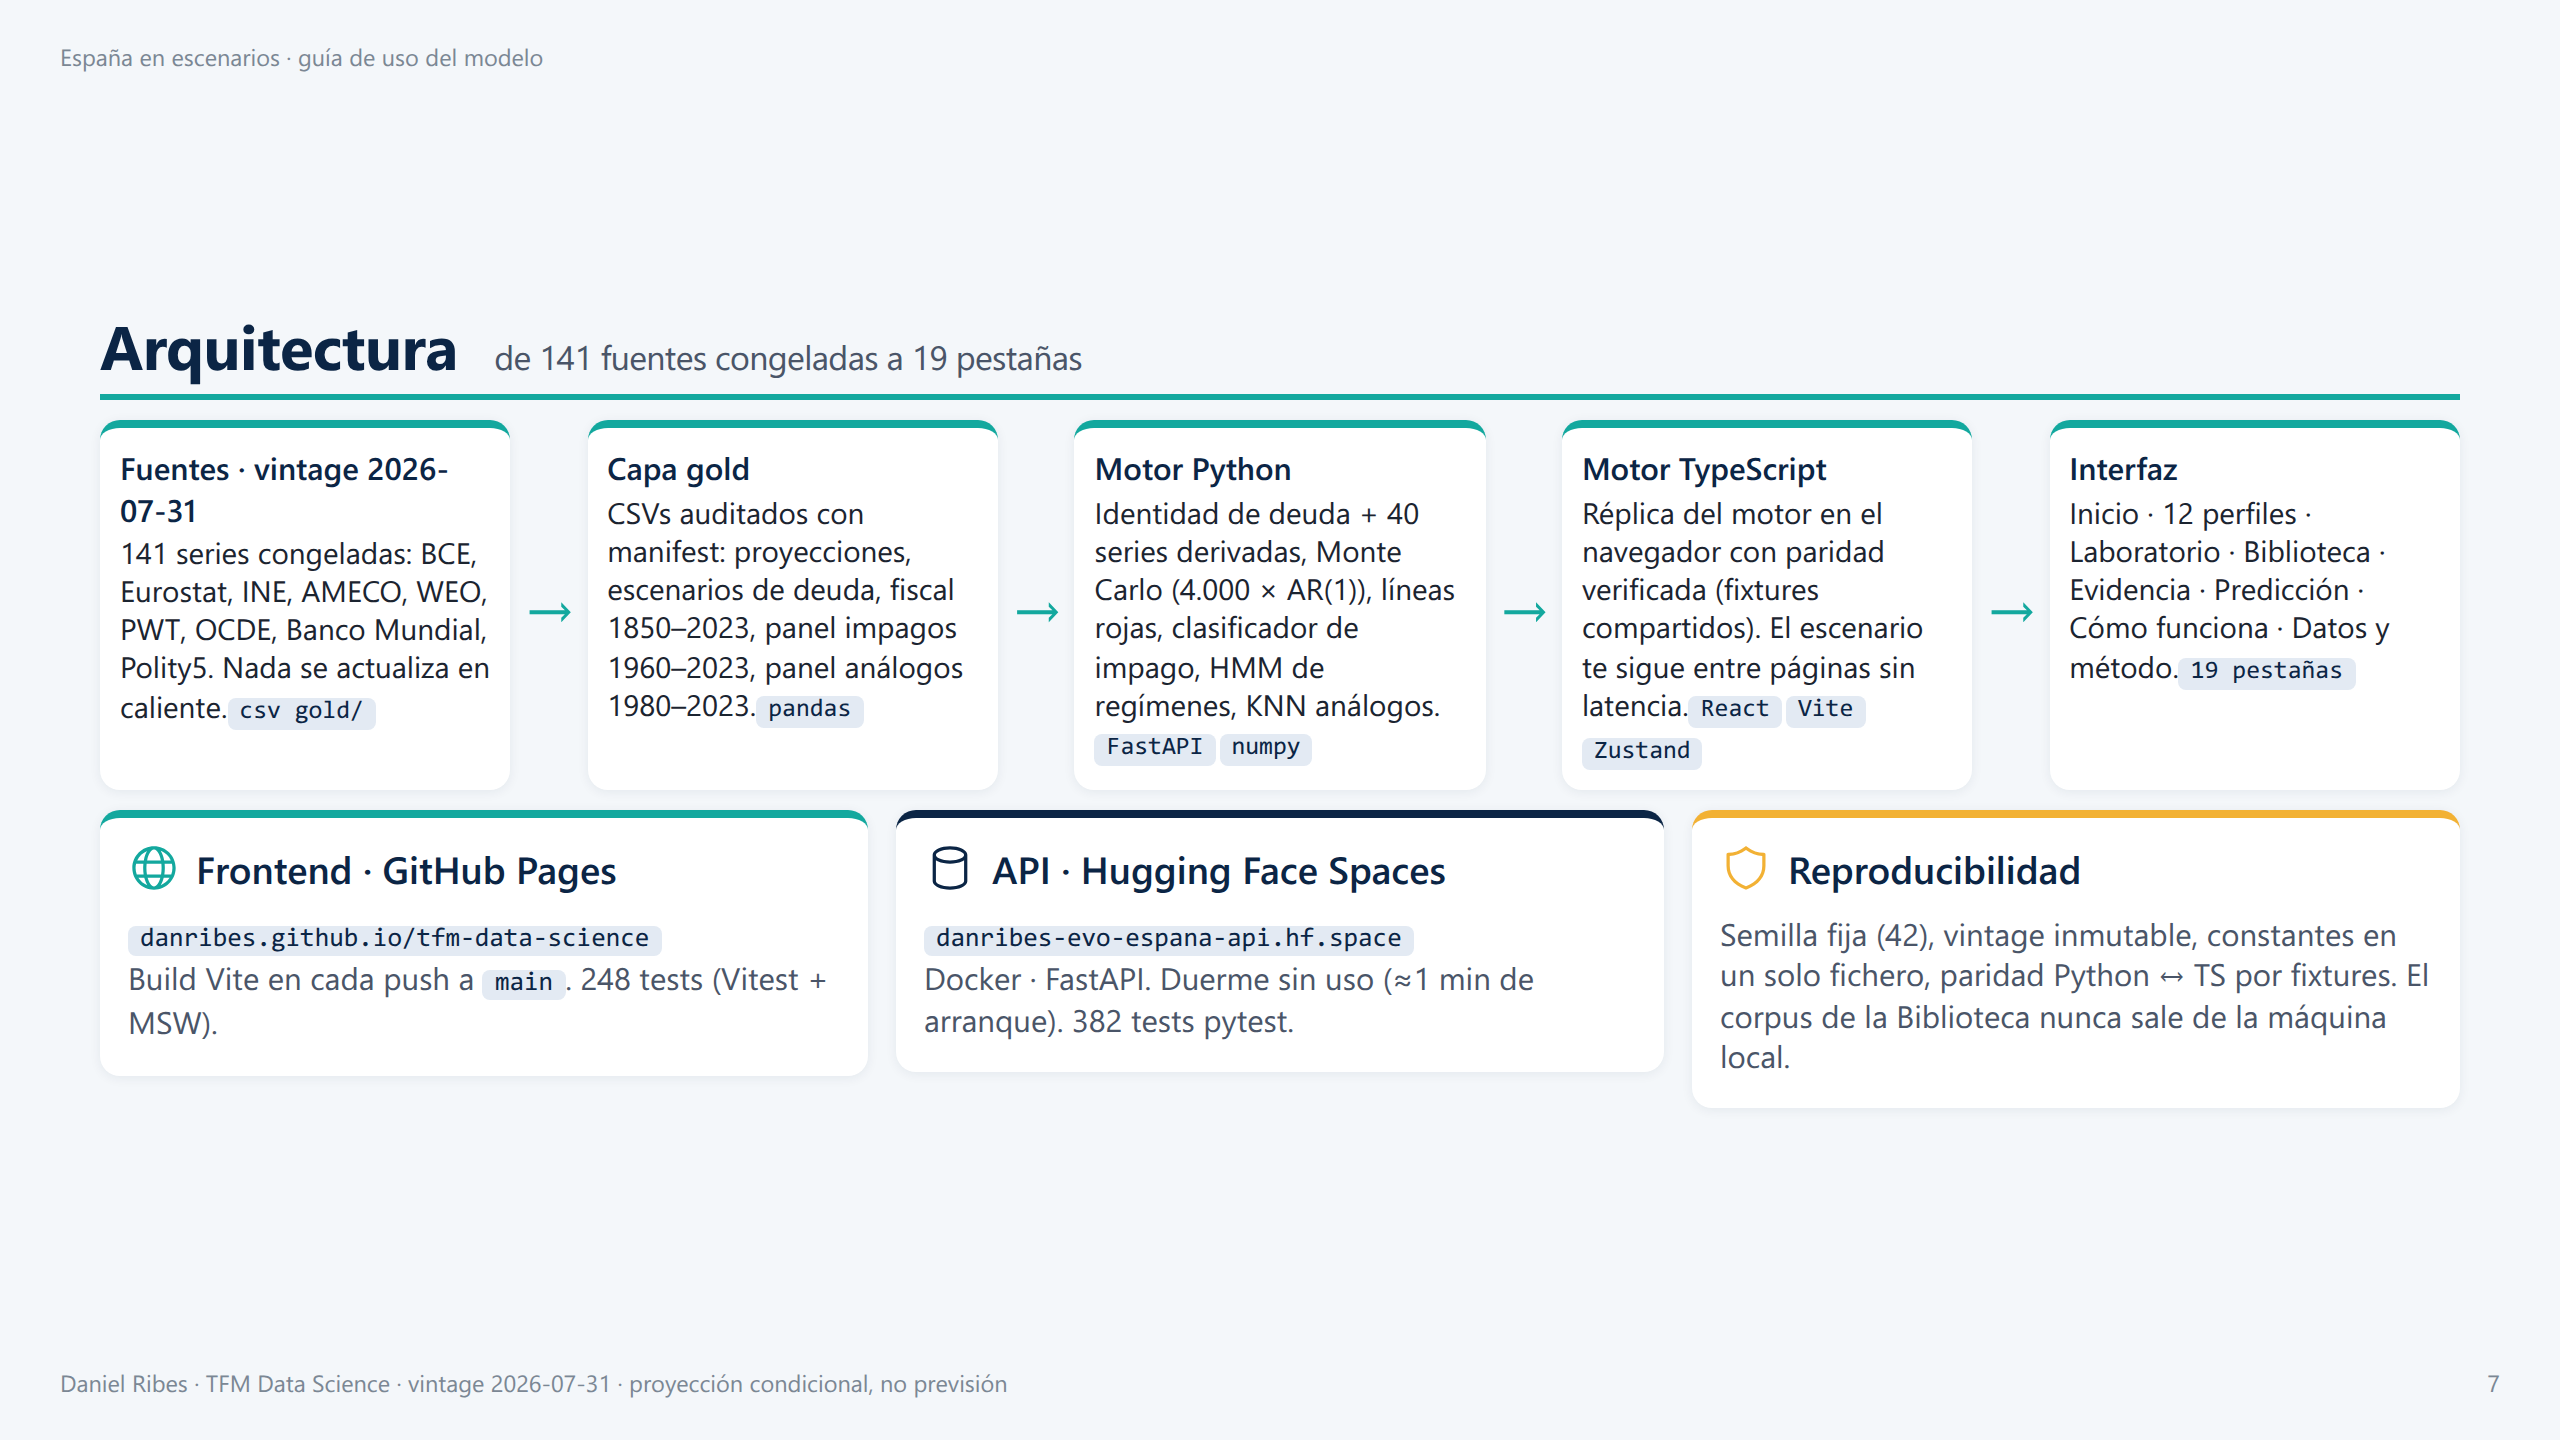 España en escenarios · guía de uso del modelo
Arquitectura de 141 fuentes congeladas a 19 pestañas
Fuentes · vintage 2026-
07-31
141 series congeladas: BCE,
Eurostat, INE, AMECO, WEO,
PWT, OCDE, Banco Mundial,
Polity5. Nada se actualiza en
caliente. csv gold/
→
Capa gold
CSVs auditados con
manifest: proyecciones,
escenarios de deuda, fiscal
1850–2023, panel impagos
1960–2023, panel análogos
1980–2023. pandas
→
Motor Python
Identidad de deuda + 40
series derivadas, Monte
Carlo (4.000 × AR(1)), líneas
rojas, clasificador de
impago, HMM de
regímenes, KNN análogos.
FastAPI numpy
→
Motor TypeScript
Réplica del motor en el
navegador con paridad
verificada (fixtures
compartidos). El escenario
te sigue entre páginas sin
latencia. React Vite
Zustand
→
Interfaz
Inicio · 12 perfiles ·
Laboratorio · Biblioteca ·
Evidencia · Predicción ·
Cómo funciona · Datos y
método. 19 pestañas
Frontend · GitHub Pages
danribes.github.io/tfm-data-science
Build Vite en cada push a main. 248 tests (Vitest +
MSW).
API · Hugging Face Spaces
danribes-evo-espana-api.hf.space
Docker · FastAPI. Duerme sin uso (≈1 min de
arranque). 382 tests pytest.
Reproducibilidad
Semilla fija (42), vintage inmutable, constantes en
un solo fichero, paridad Python ↔ TS por fixtures. El
corpus de la Biblioteca nunca sale de la máquina
local.
Daniel Ribes · TFM Data Science · vintage 2026-07-31 · proyección condicional, no previsión
7